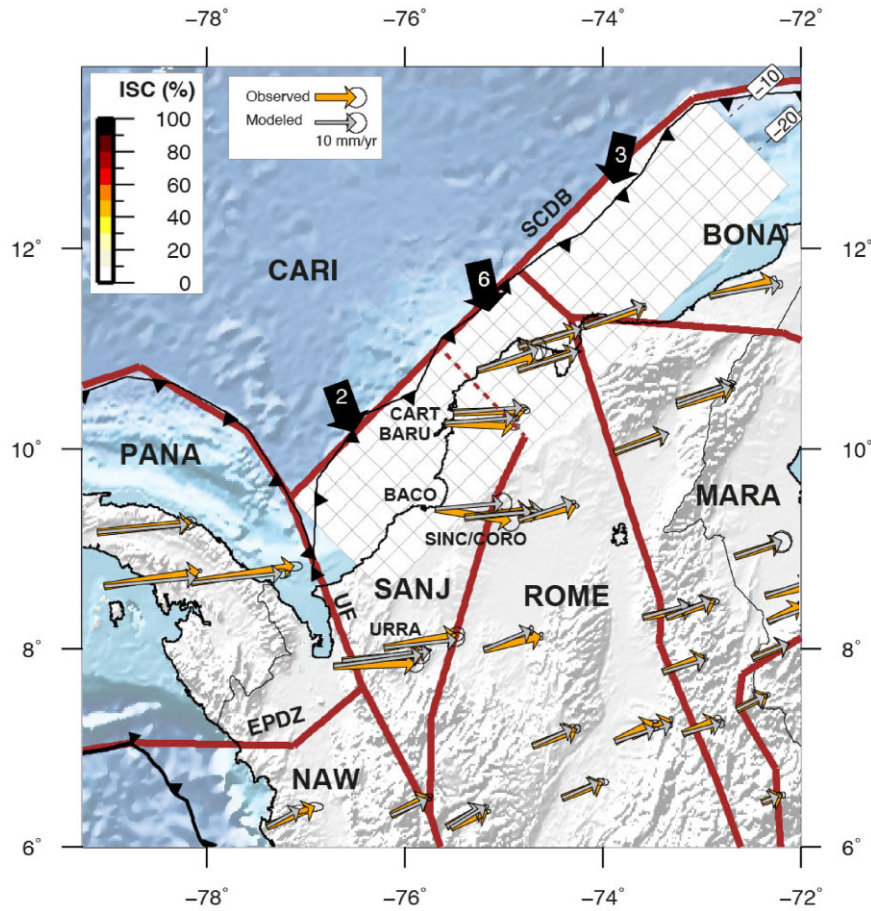 −78° −76° −74° −72°
ISC (%)
100
80
60
40
20
0
Observed
Modeled
10 mm/yr
−10
−20
3
SCDB
12° 12°
BONA
CARI
6
2
CART
BARU
10° 10°
PANA
MARA
BACO
SINC/CORO
SANJ
ROME
UF
URRA
8° 8°
EPDZ
NAW
6° 6°
−78° −76° −74° −72°